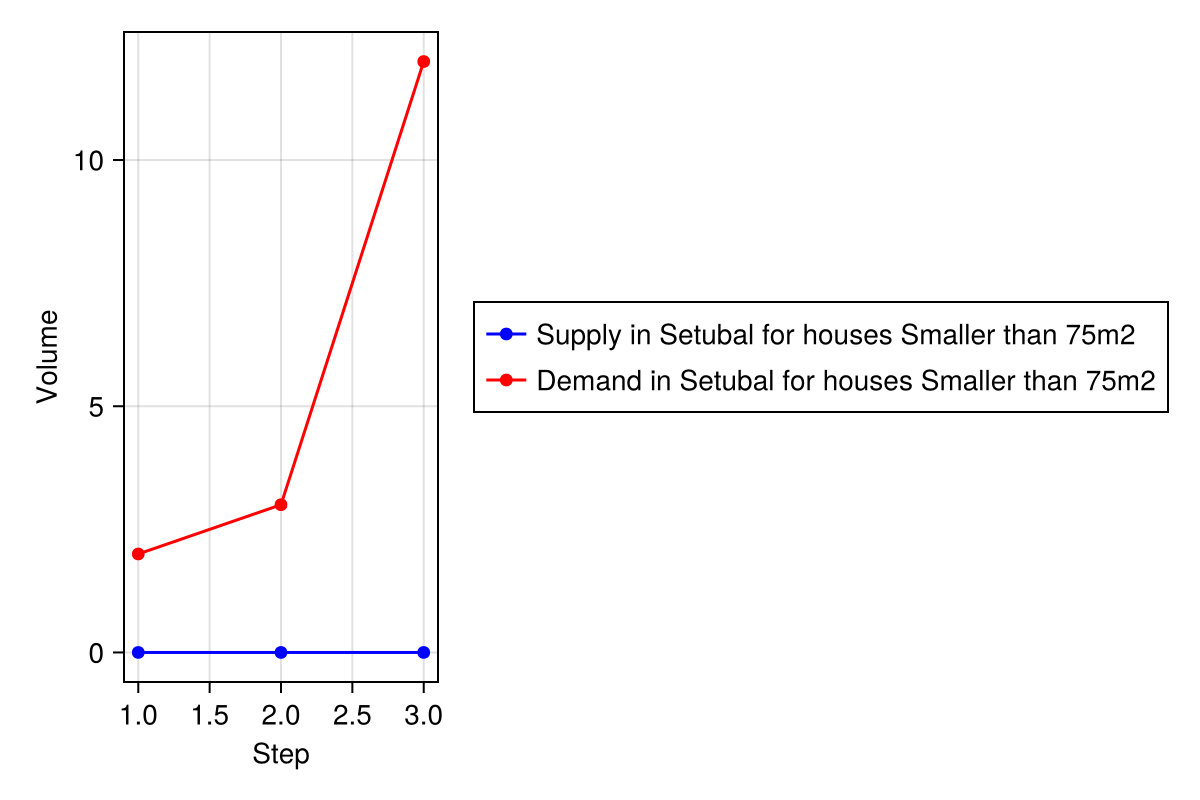 Volume
10
5
0
1.0 1.5 2.0 2.5 3.0
Step
Supply in Setubal for houses Smaller than 75m2
Demand in Setubal for houses Smaller than 75m2